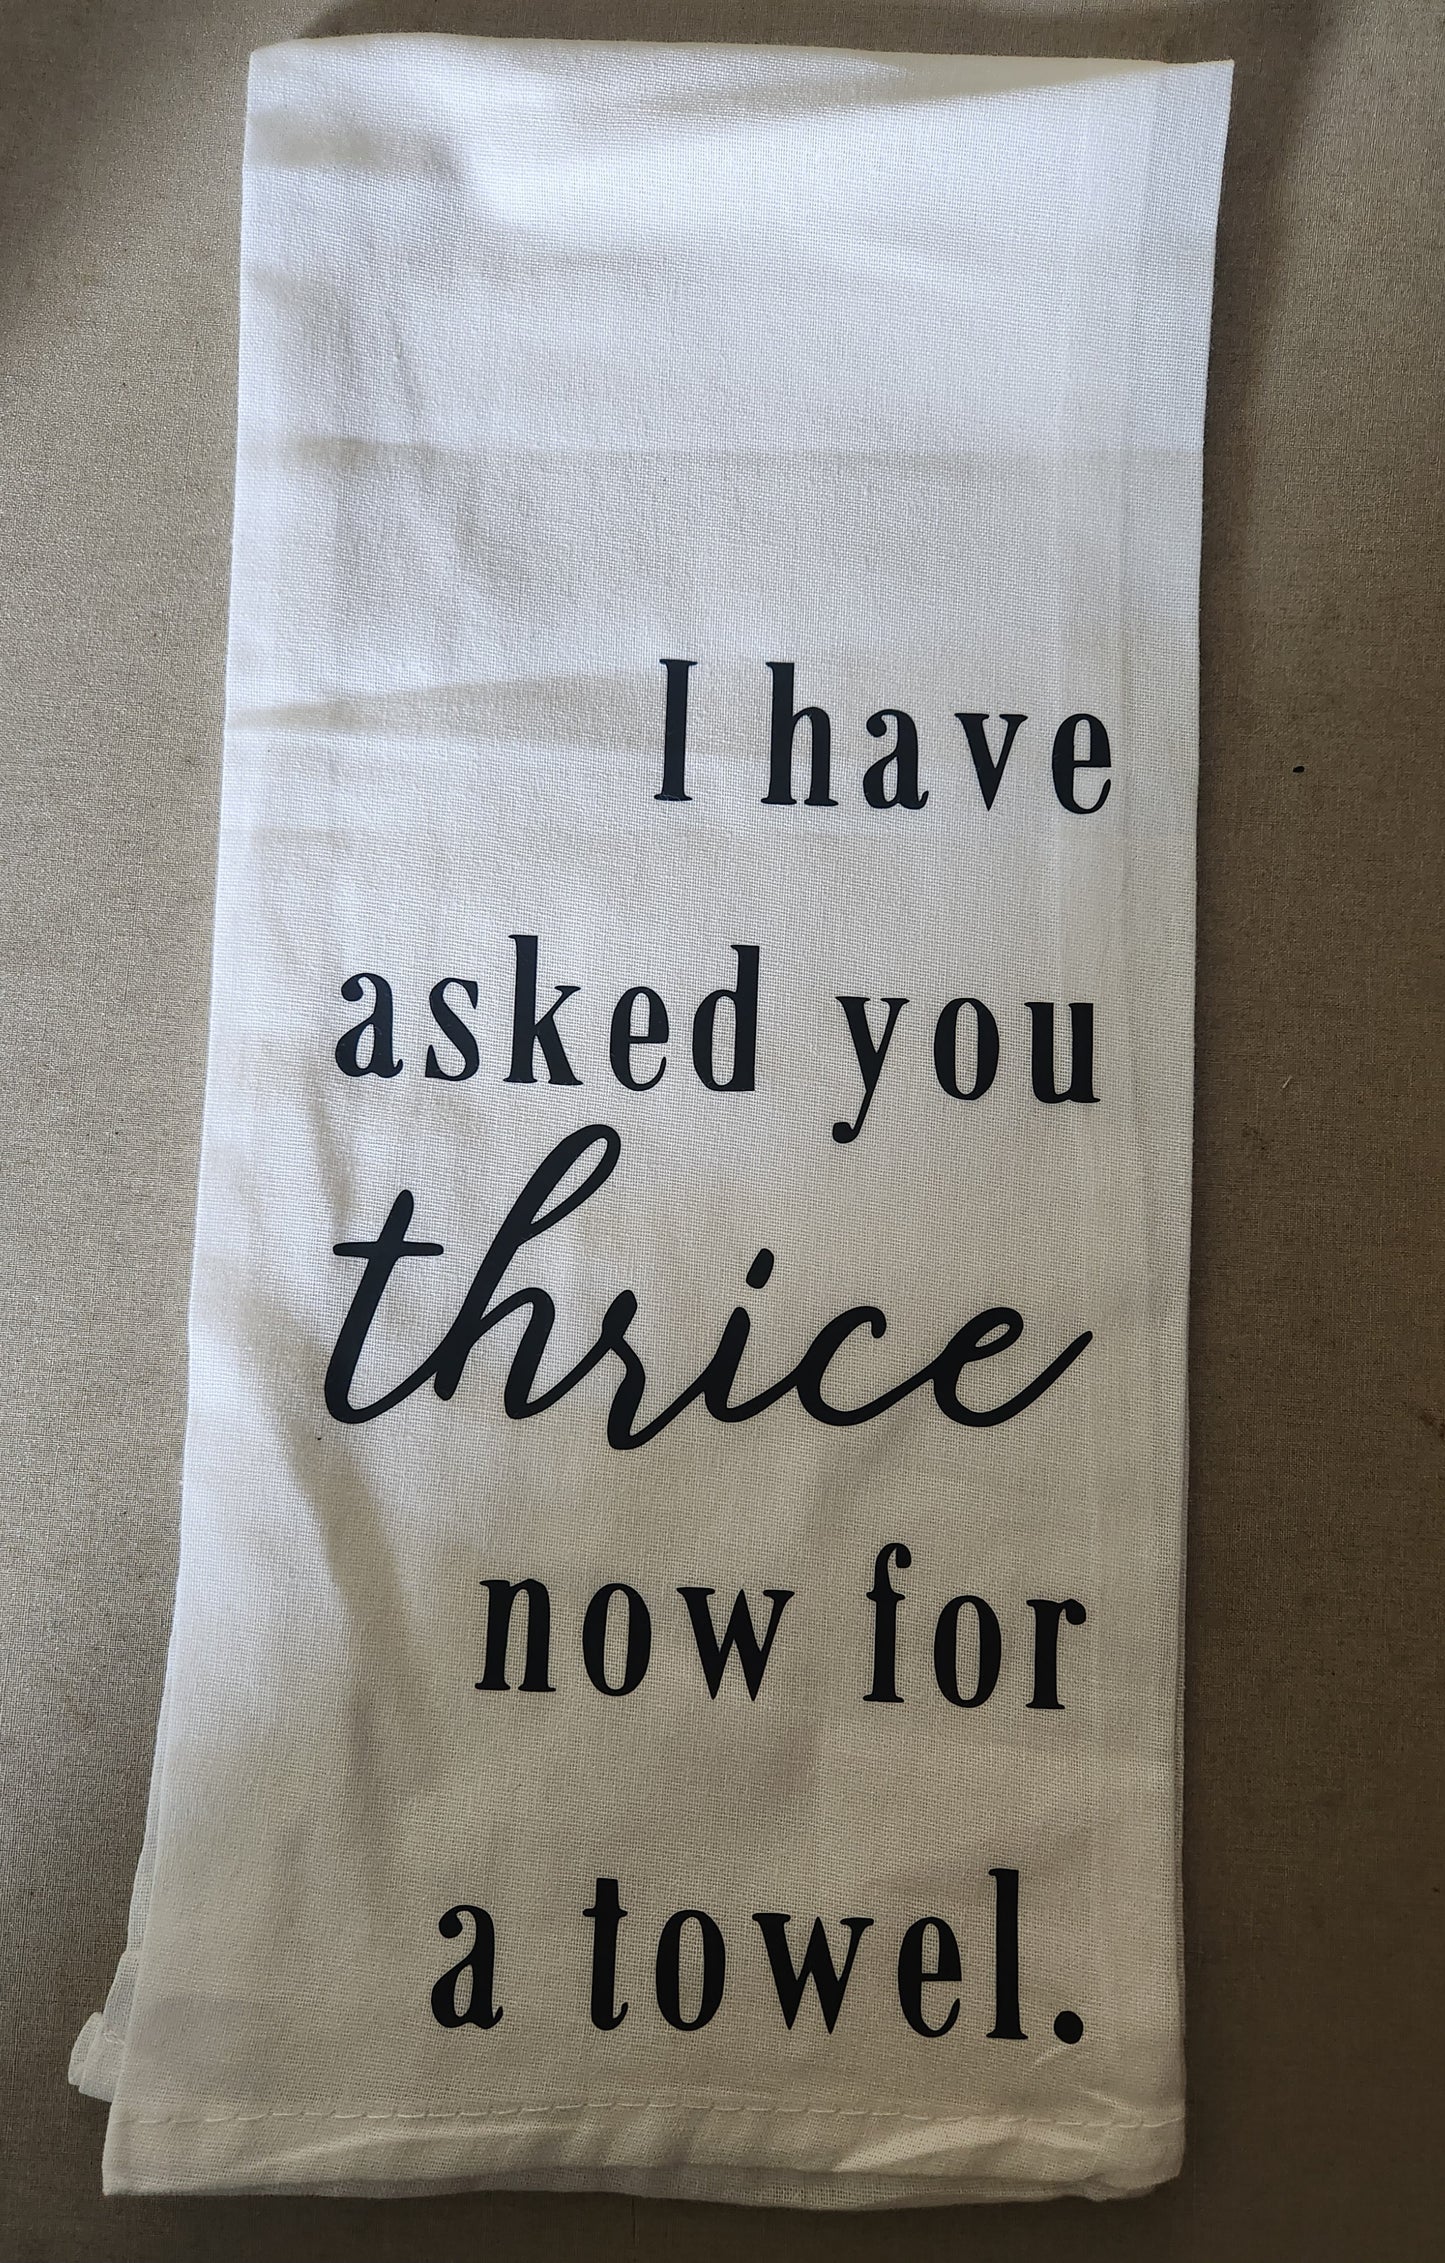 I have
asked you
thrice
now for
a towel.